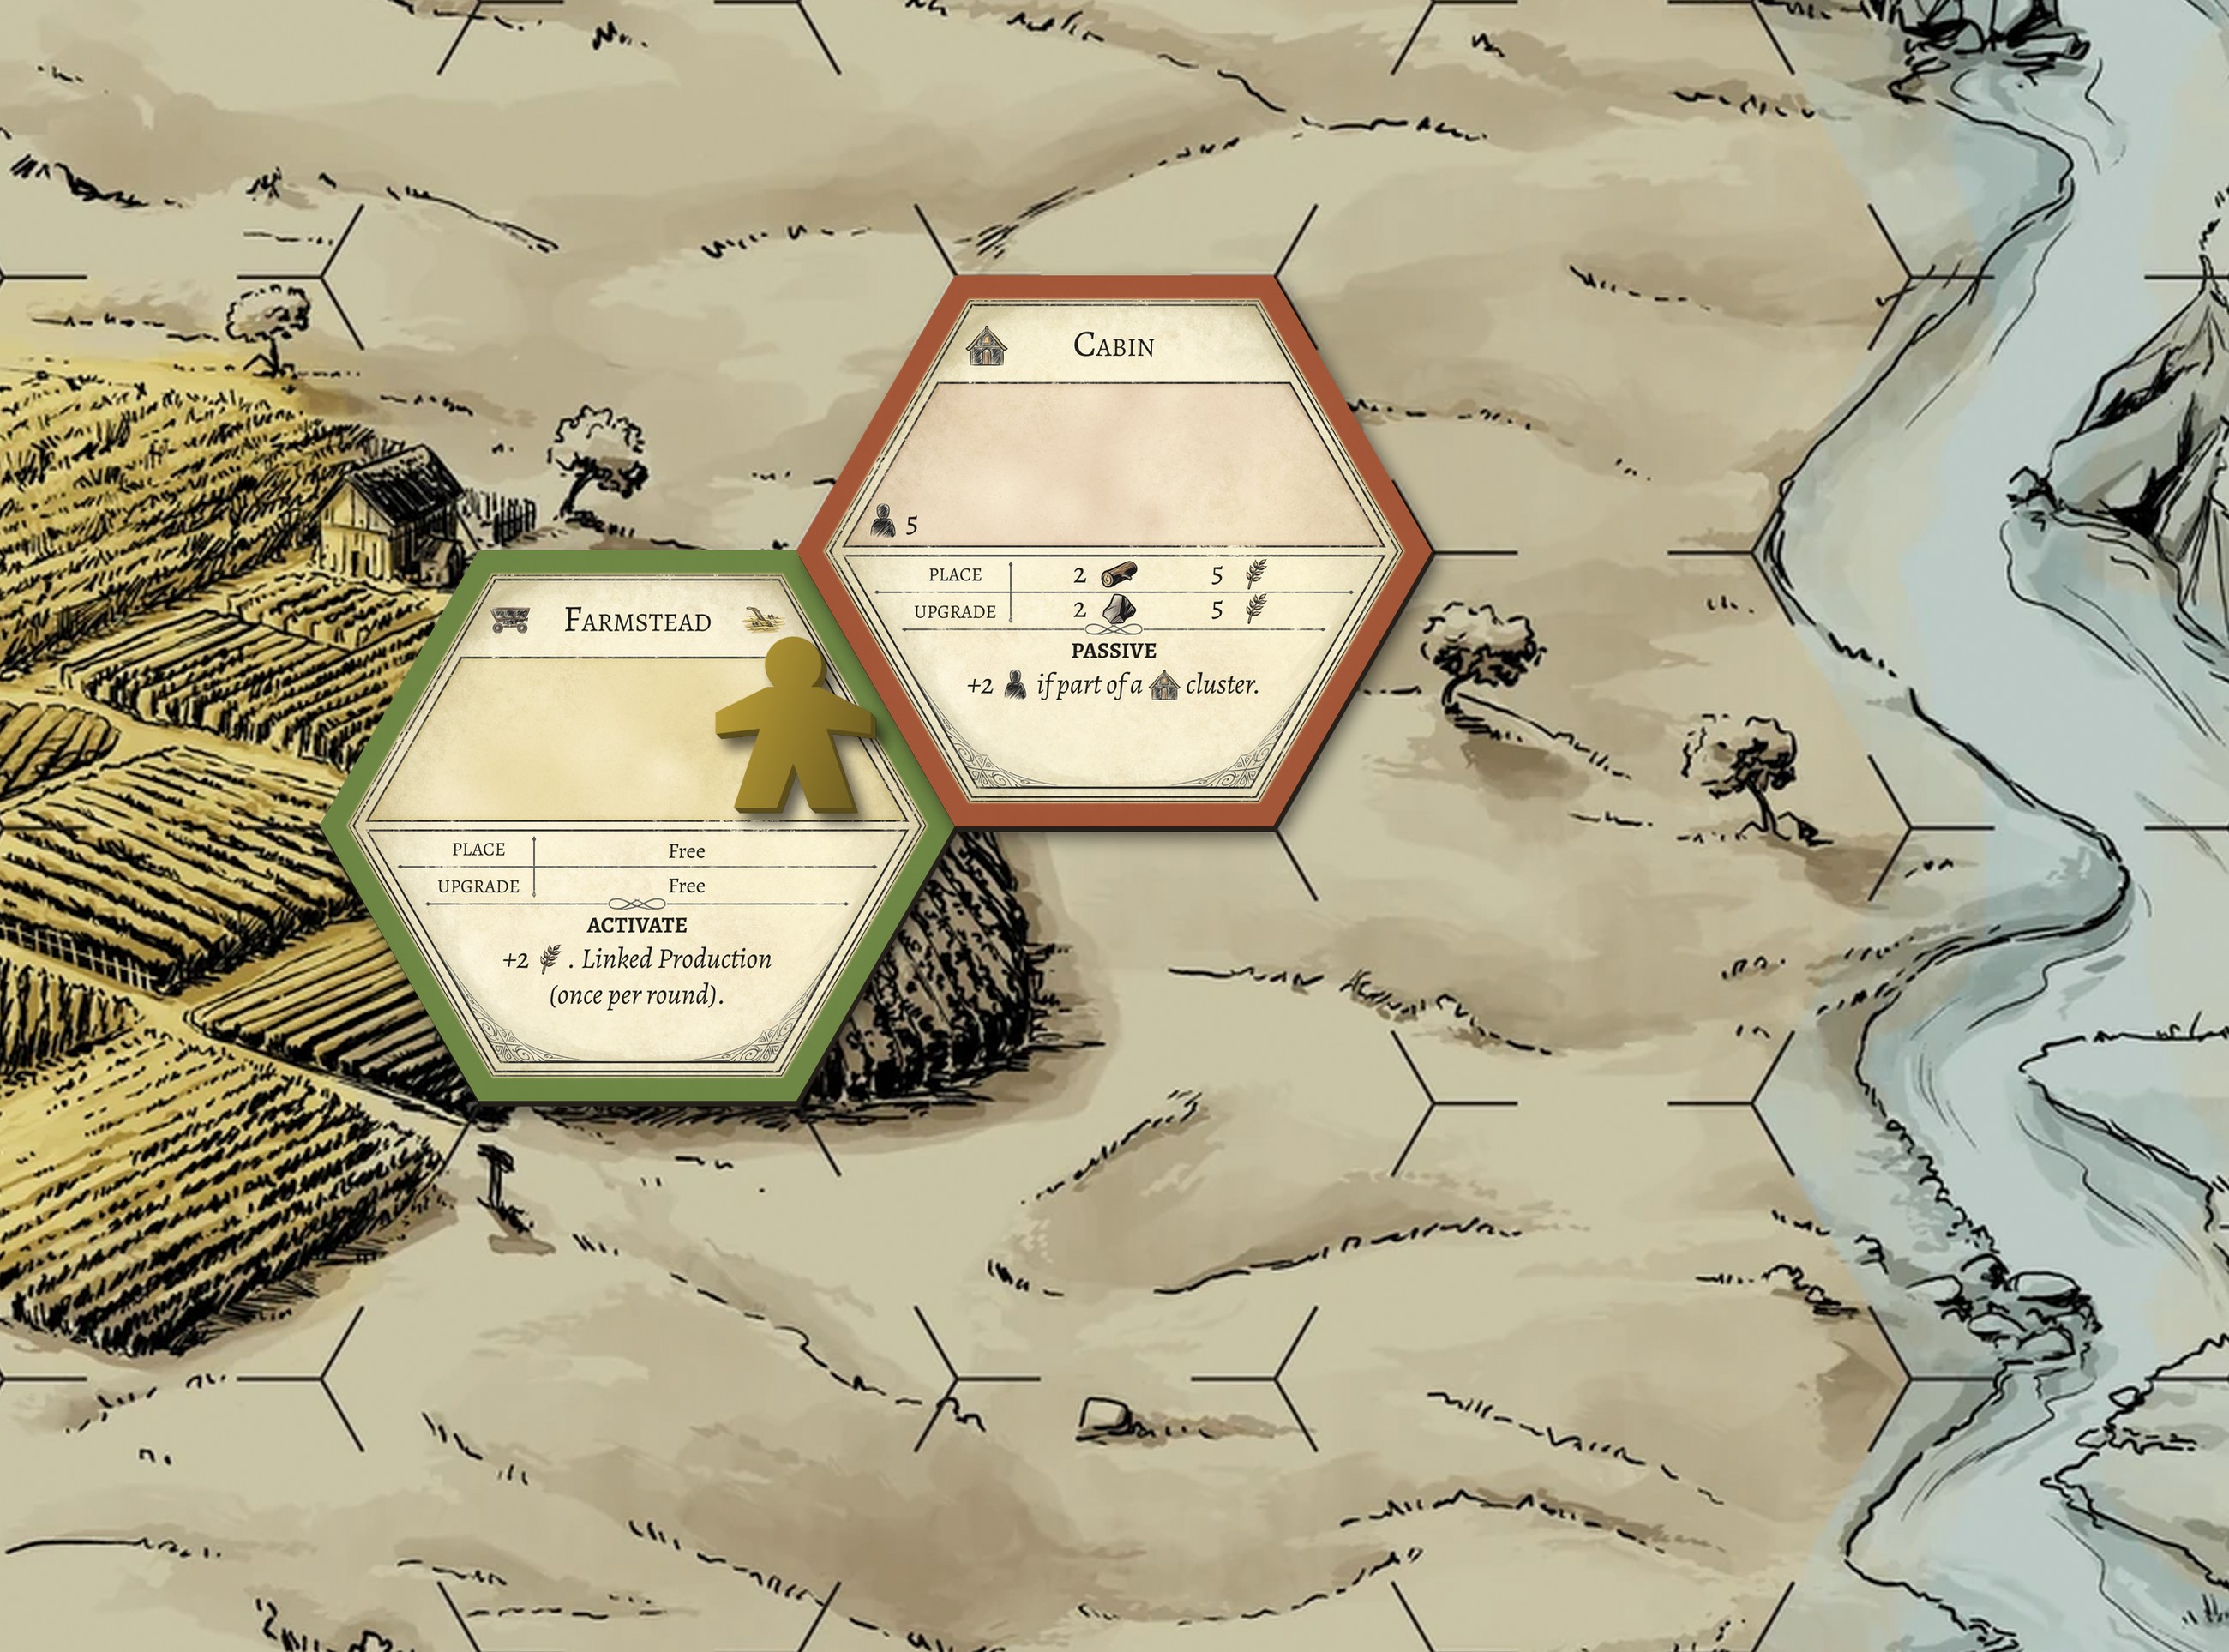 CABIN
5
PLACE 2 5
UPGRADE 2 5
PASSIVE
+2 if part of a cluster.
FARMSTEAD
PLACE Free
UPGRADE Free
ACTIVATE
+2 . Linked Production
(once per round).